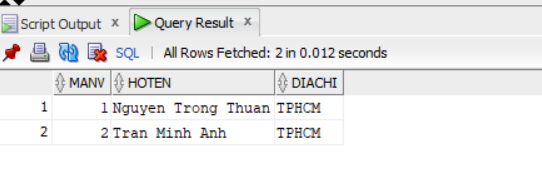 Script Output x Query Result x
SQL | All Rows Fetched: 2 in 0.012 seconds
MANV HOTEN DIACHI
1 1 Nguyen Trong Thuan TPHCM
2 2 Tran Minh Anh TPHCM